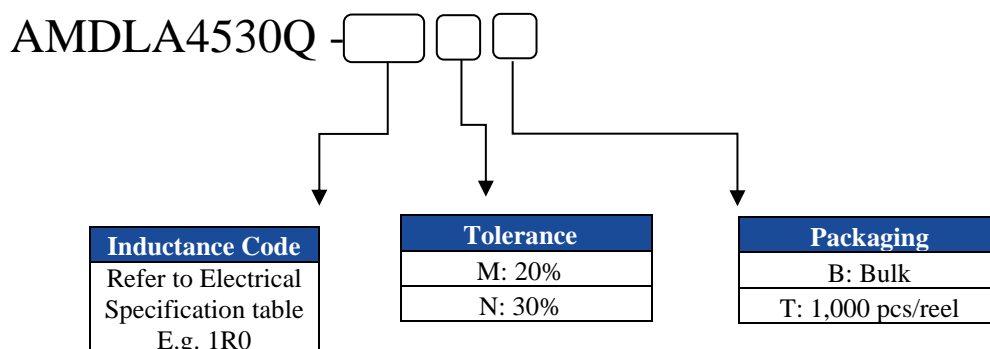 AMDLA4530Q -
Inductance Code
Refer to Electrical
Specification table
E.g. 1R0
Tolerance
M: 20%
N: 30%
Packaging
B: Bulk
T: 1,000 pcs/reel